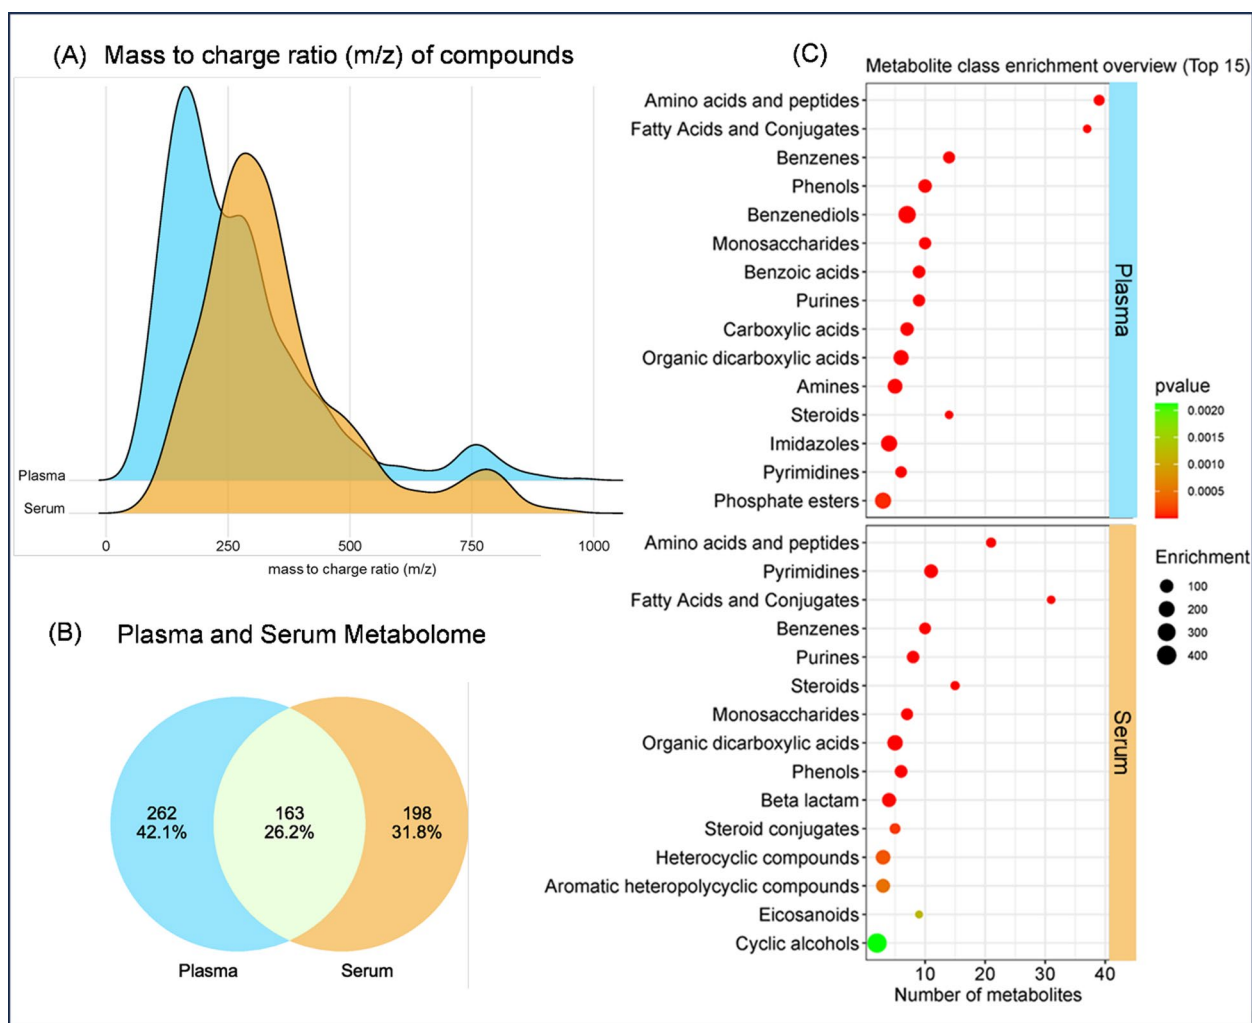 (A) Mass to charge ratio (m/z) of compounds
Plasma
Serum
0 250 500 750 1000
mass to charge ratio (m/z)
(B) Plasma and Serum Metabolome
262
42.1%
163
26.2%
198
31.8%
Plasma Serum
(C)
Metabolite class enrichment overview (Top 15)
Amino acids and peptides
Fatty Acids and Conjugates
Benzenes
Phenols
Benzenediols
Monosaccharides
Benzoic acids
Purines
Carboxylic acids
Organic dicarboxylic acids
Amines
Steroids
Imidazoles
Pyrimidines
Phosphate esters
Plasma
Amino acids and peptides
Pyrimidines
Fatty Acids and Conjugates
Benzenes
Purines
Steroids
Monosaccharides
Organic dicarboxylic acids
Phenols
Beta lactam
Steroid conjugates
Heterocyclic compounds
Aromatic heteropolycyclic compounds
Eicosanoids
Cyclic alcohols
Serum
10 20 30 40
Number of metabolites
pvalue
0.0020
0.0015
0.0010
0.0005
Enrichment
100
200
300
400